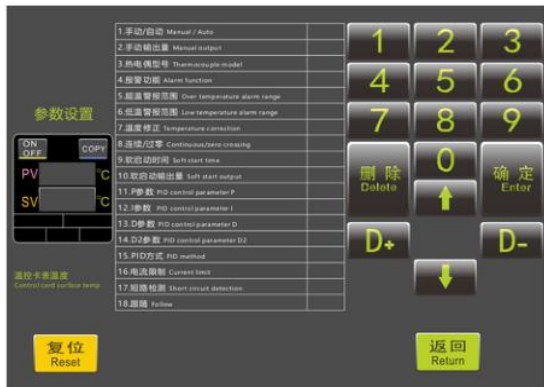 参数设置
ON
OFF
COPY
PV
℃
SV
℃
温控卡表温度
Control card surface temp
复位
Reset
1.手动/自动 Manual / Auto
2.手动输出量 Manual output
3.热电偶型号 Thermocouple model
4.报警功能 Alarm function
5.超温警报范围 Over temperature alarm range
6.低温警报范围 Low temperature alarm range
7.温度修正 Temperature correction
8.连续/过零 Continuous/zero crossing
9.软启动时间 Soft start time
10.软启动输出量 Soft start output
11.P参数 PID control parameter P
12.I参数 PID control parameter I
13.D参数 PID control parameter D
14.D2参数 PID control parameter D2
15.PID方式 PID method
16.电流限制 Current limit
17.短路检测 Short circuit detection
18.跟随 Follow
1 2 3
4 5 6
7 8 9
删除
Delete
0
确定
Enter
D+
D-
返回
Return